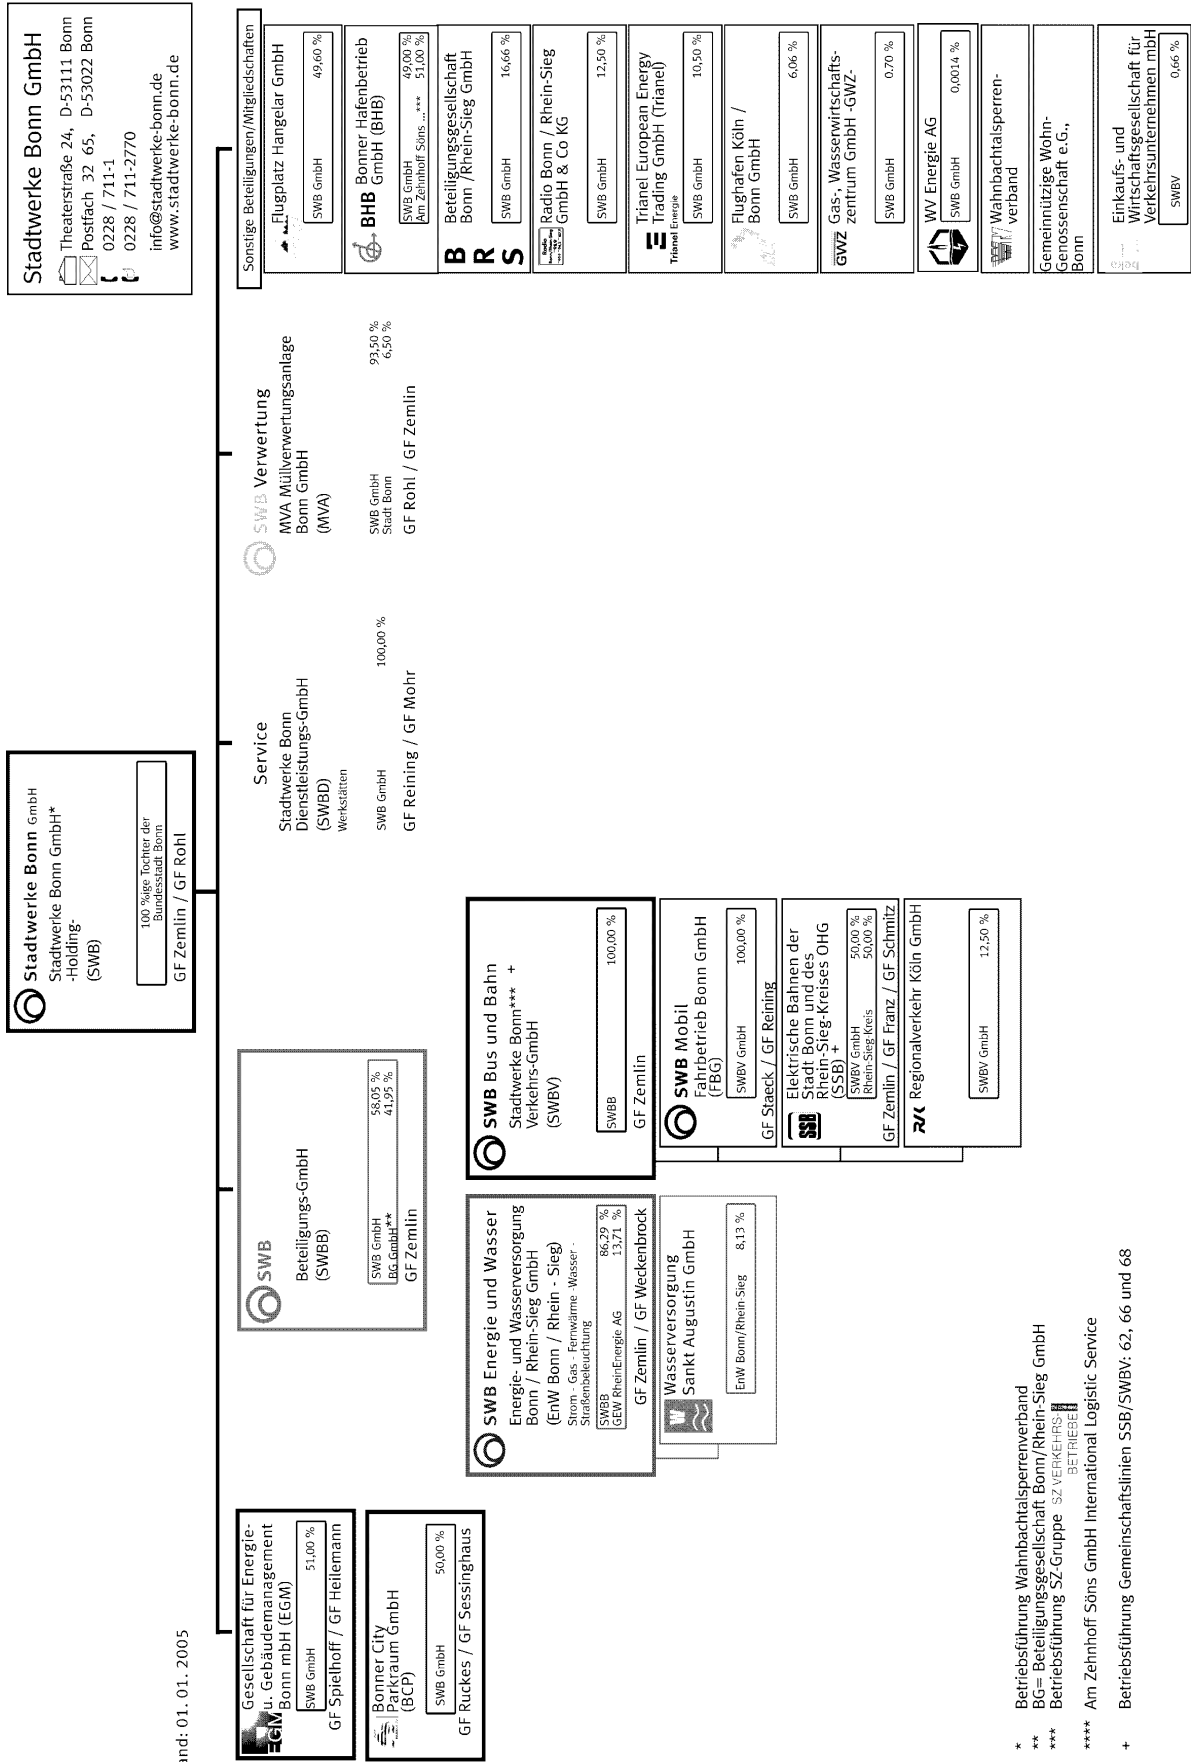 and: 01. 01. 2005
Stadtwerke Bonn GmbH
Stadtwerke Bonn GmbH*
-Holding-
(SWB)
100 %ige Tochter der
Bundesstadt Bonn
GF Zemlin / GF Rohl
Stadtwerke Bonn GmbH
Theaterstraße 24, D-53111 Bonn
Postfach 32 65, D-53022 Bonn
0228 / 711-1
0228 / 711-2770
info@stadtwerke-bonn.de
www.stadtwerke-bonn.de
Gesellschaft für Energie-
u. Gebäudemanagement
Bonn mbH (EGM)
EGM
SWB GmbH 51,00 %
GF Spielhoff / GF Heilemann
Bonner City
Parkraum GmbH
(BCP)
SWB GmbH 50,00 %
GF Ruckes / GF Sessinghaus
SWB
Beteiligungs-GmbH
(SWBB)
SWB GmbH 58,05 %
BG GmbH** 41,95 %
GF Zemlin
SWB Energie und Wasser
Energie- und Wasserversorgung
Bonn / Rhein-Sieg GmbH
(EnW Bonn / Rhein - Sieg)
Strom - Gas - Fernwärme -Wasser -
Straßenbeleuchtung
SWBB 86,29 %
GEW RheinEnergie AG 13,71 %
GF Zemlin / GF Weckenbrock
Wasserversorgung
Sankt Augustin GmbH
EnW Bonn/Rhein-Sieg 8,13 %
SWB Bus und Bahn
Stadtwerke Bonn*** +
Verkehrs-GmbH
(SWBV)
SWBB 100,00 %
GF Zemlin
SWB Mobil
Fahrbetrieb Bonn GmbH
(FBG)
SWBV GmbH 100,00 %
GF Staeck / GF Reining
SSB
Elektrische Bahnen der
Stadt Bonn und des
Rhein-Sieg-Kreises OHG
(SSB) +
SWBV GmbH 50,00 %
Rhein-Sieg-Kreis 50,00 %
GF Zemlin / GF Franz / GF Schmitz
RVK Regionalverkehr Köln GmbH
SWBV GmbH 12,50 %
Service
Stadtwerke Bonn
Dienstleistungs-GmbH
(SWBD)
Werkstätten
SWB GmbH 100,00 %
GF Reining / GF Mohr
SWB Verwertung
MVA Müllverwertungsanlage
Bonn GmbH
(MVA)
SWB GmbH 93,50 %
Stadt Bonn 6,50 %
GF Rohl / GF Zemlin
Sonstige Beteiligungen/Mitgliedschaften
Flugplatz Hangelar GmbH
SWB GmbH 49,60 %
BHB Bonner Hafenbetrieb
GmbH (BHB)
SWB GmbH 49,00 %
Am Zehnhoff Söns ...*** 51,00 %
BRS
Beteiligungsgesellschaft
Bonn /Rhein-Sieg GmbH
SWB GmbH 16,66 %
Radio Bonn / Rhein-Sieg
GmbH & Co KG
SWB GmbH 12,50 %
Trianel Energie
Trianel European Energy
Trading GmbH (Trianel)
SWB GmbH 10,50 %
Flughafen Köln /
Bonn GmbH
SWB GmbH 6,06 %
GWZ
Gas-, Wasserwirtschafts-
zentrum GmbH -GWZ-
SWB GmbH 0.70 %
WV Energie AG
SWB GmbH 0,0014 %
Wahnbachtalsperren-
verband
Gemeinnützige Wohn-
Genossenschaft e.G.,
Bonn
beka
Einkaufs- und
Wirtschaftsgesellschaft für
Verkehrsunternehmen mbH
SWBV 0,66 %
* Betriebsführung Wahnbachtalsperrenverband
** BG= Beteiligungsgesellschaft Bonn/Rhein-Sieg GmbH
*** Betriebsführung SZ-Gruppe SZ VERKEHRS-
BETRIEBE
**** Am Zehnhoff Söns GmbH International Logistic Service
+ Betriebsführung Gemeinschaftslinien SSB/SWBV: 62, 66 und 68